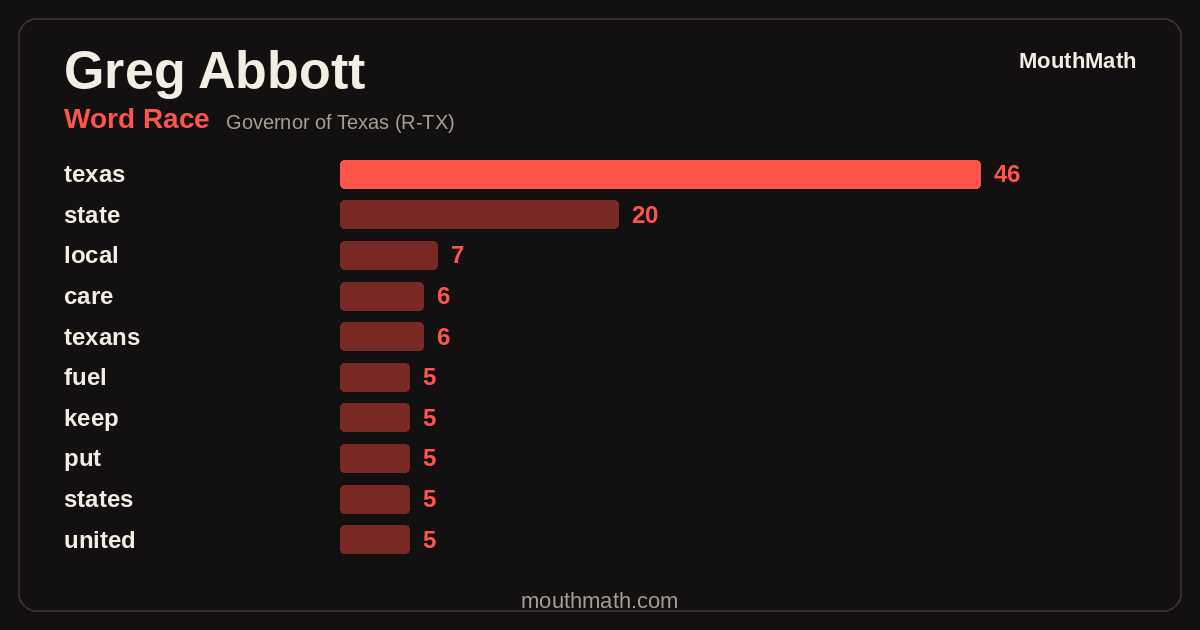 Greg Abbott
MouthMath
Word Race Governor of Texas (R-TX)
texas 46
state 20
local 7
care 6
texans 6
fuel 5
keep 5
put 5
states 5
united 5
mouthmath.com